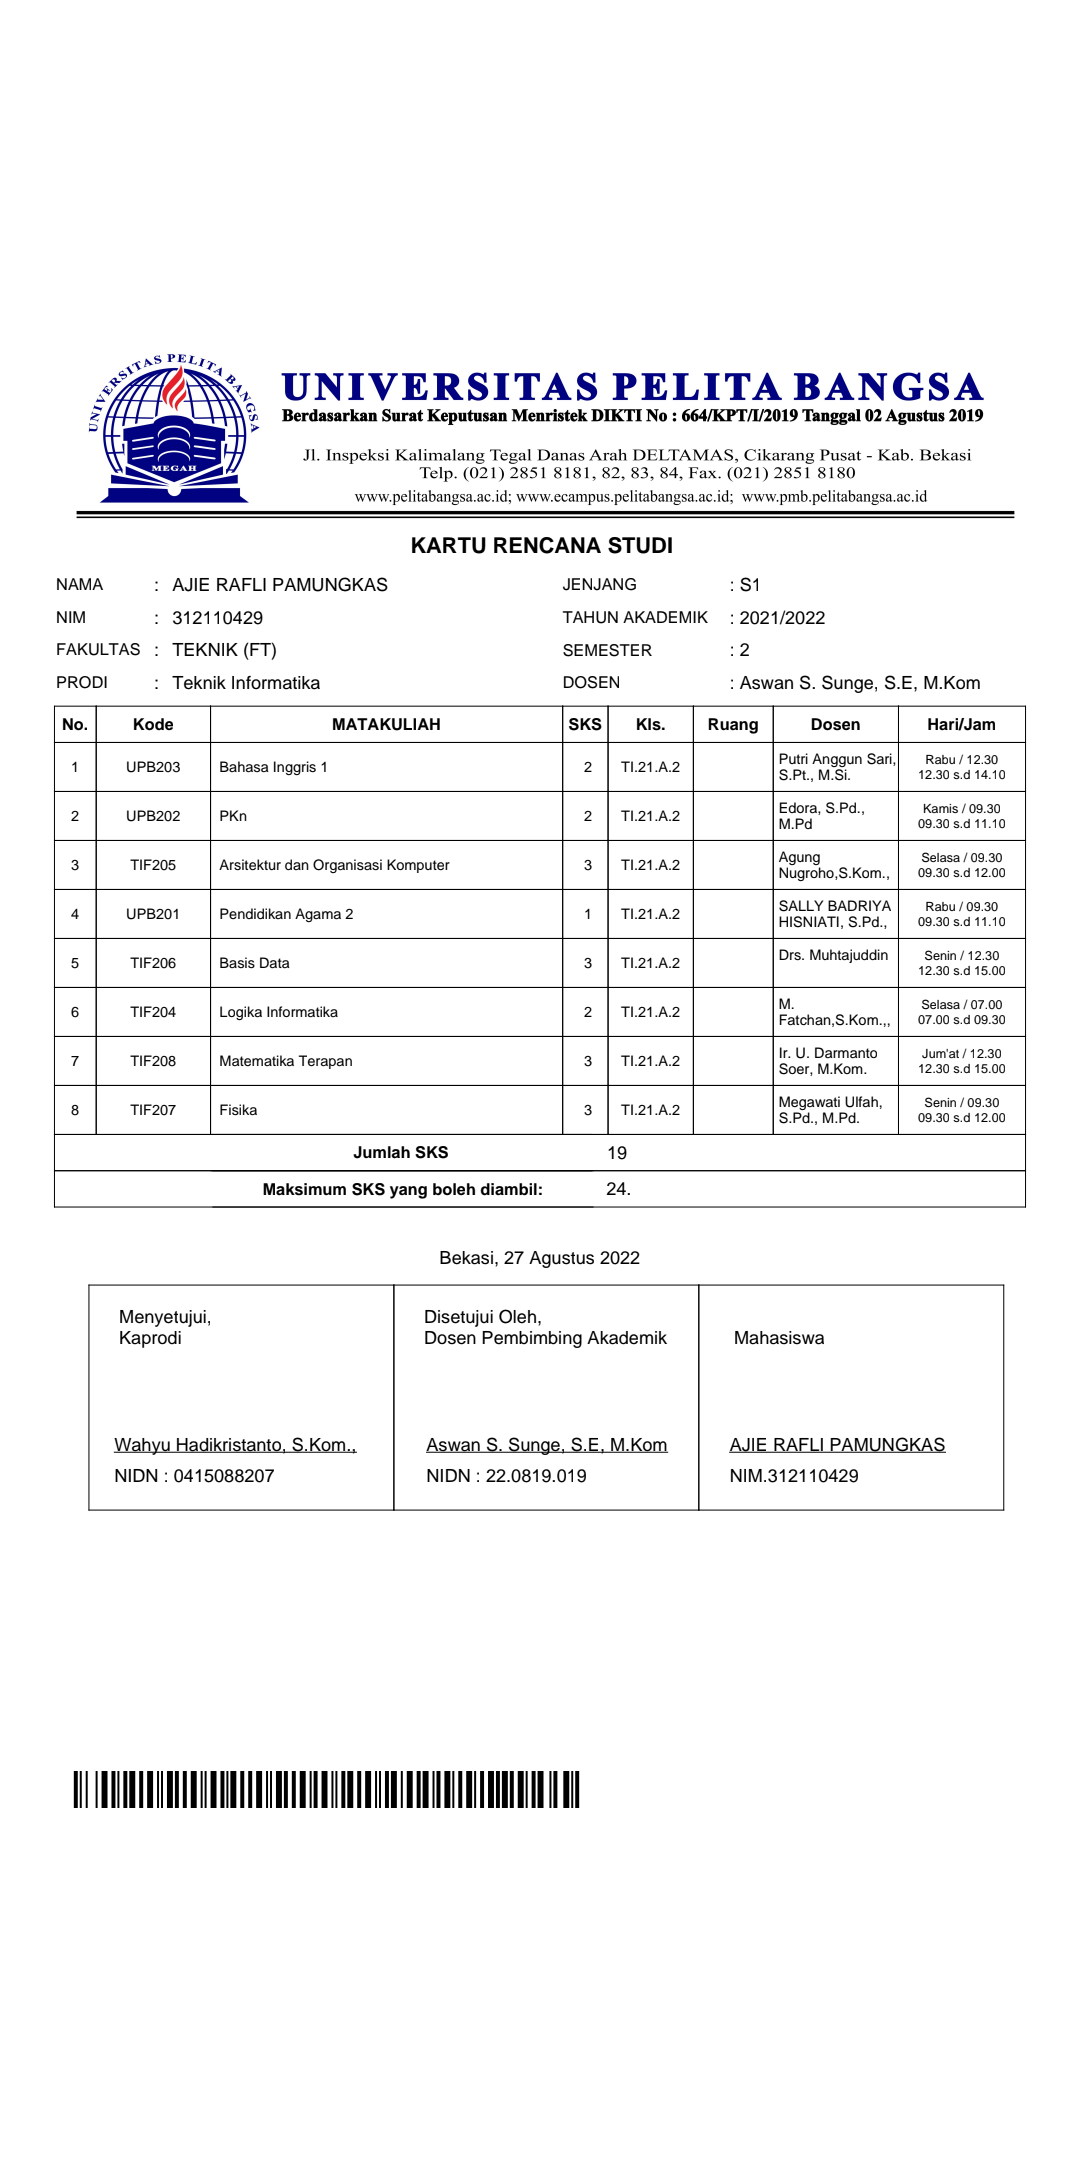 UNIVERSITAS PELITA BANGSA
MEGAH
UNIVERSITAS PELITA BANGSA
Berdasarkan Surat Keputusan Menristek DIKTI No : 664/KPT/I/2019 Tanggal 02 Agustus 2019
Jl. Inspeksi Kalimalang Tegal Danas Arah DELTAMAS, Cikarang Pusat - Kab. Bekasi
Telp. (021) 2851 8181, 82, 83, 84, Fax. (021) 2851 8180
www.pelitabangsa.ac.id; www.ecampus.pelitabangsa.ac.id; www.pmb.pelitabangsa.ac.id
KARTU RENCANA STUDI
NAMA : AJIE RAFLI PAMUNGKAS JENJANG : S1
NIM : 312110429 TAHUN AKADEMIK : 2021/2022
FAKULTAS : TEKNIK (FT) SEMESTER : 2
PRODI : Teknik Informatika DOSEN : Aswan S. Sunge, S.E, M.Kom
No. Kode MATAKULIAH SKS Kls. Ruang Dosen Hari/Jam
1 UPB203 Bahasa Inggris 1 2 TI.21.A.2 Putri Anggun Sari, Rabu / 12.30
S.Pt., M.Si. 12.30 s.d 14.10
2 UPB202 PKn 2 TI.21.A.2 Edora, S.Pd., Kamis / 09.30
M.Pd 09.30 s.d 11.10
3 TIF205 Arsitektur dan Organisasi Komputer 3 TI.21.A.2 Agung Selasa / 09.30
Nugroho,S.Kom., 09.30 s.d 12.00
4 UPB201 Pendidikan Agama 2 1 TI.21.A.2 SALLY BADRIYA Rabu / 09.30
HISNIATI, S.Pd., 09.30 s.d 11.10
5 TIF206 Basis Data 3 TI.21.A.2 Drs. Muhtajuddin Senin / 12.30
12.30 s.d 15.00
6 TIF204 Logika Informatika 2 TI.21.A.2 M. Selasa / 07.00
Fatchan,S.Kom.,, 07.00 s.d 09.30
7 TIF208 Matematika Terapan 3 TI.21.A.2 Ir. U. Darmanto Jum'at / 12.30
Soer, M.Kom. 12.30 s.d 15.00
8 TIF207 Fisika 3 TI.21.A.2 Megawati Ulfah, Senin / 09.30
S.Pd., M.Pd. 09.30 s.d 12.00
Jumlah SKS 19
Maksimum SKS yang boleh diambil: 24.
Bekasi, 27 Agustus 2022
Menyetujui, Disetujui Oleh,
Kaprodi Dosen Pembimbing Akademik Mahasiswa
Wahyu Hadikristanto, S.Kom., Aswan S. Sunge, S.E, M.Kom AJIE RAFLI PAMUNGKAS
NIDN : 0415088207 NIDN : 22.0819.019 NIM.312110429